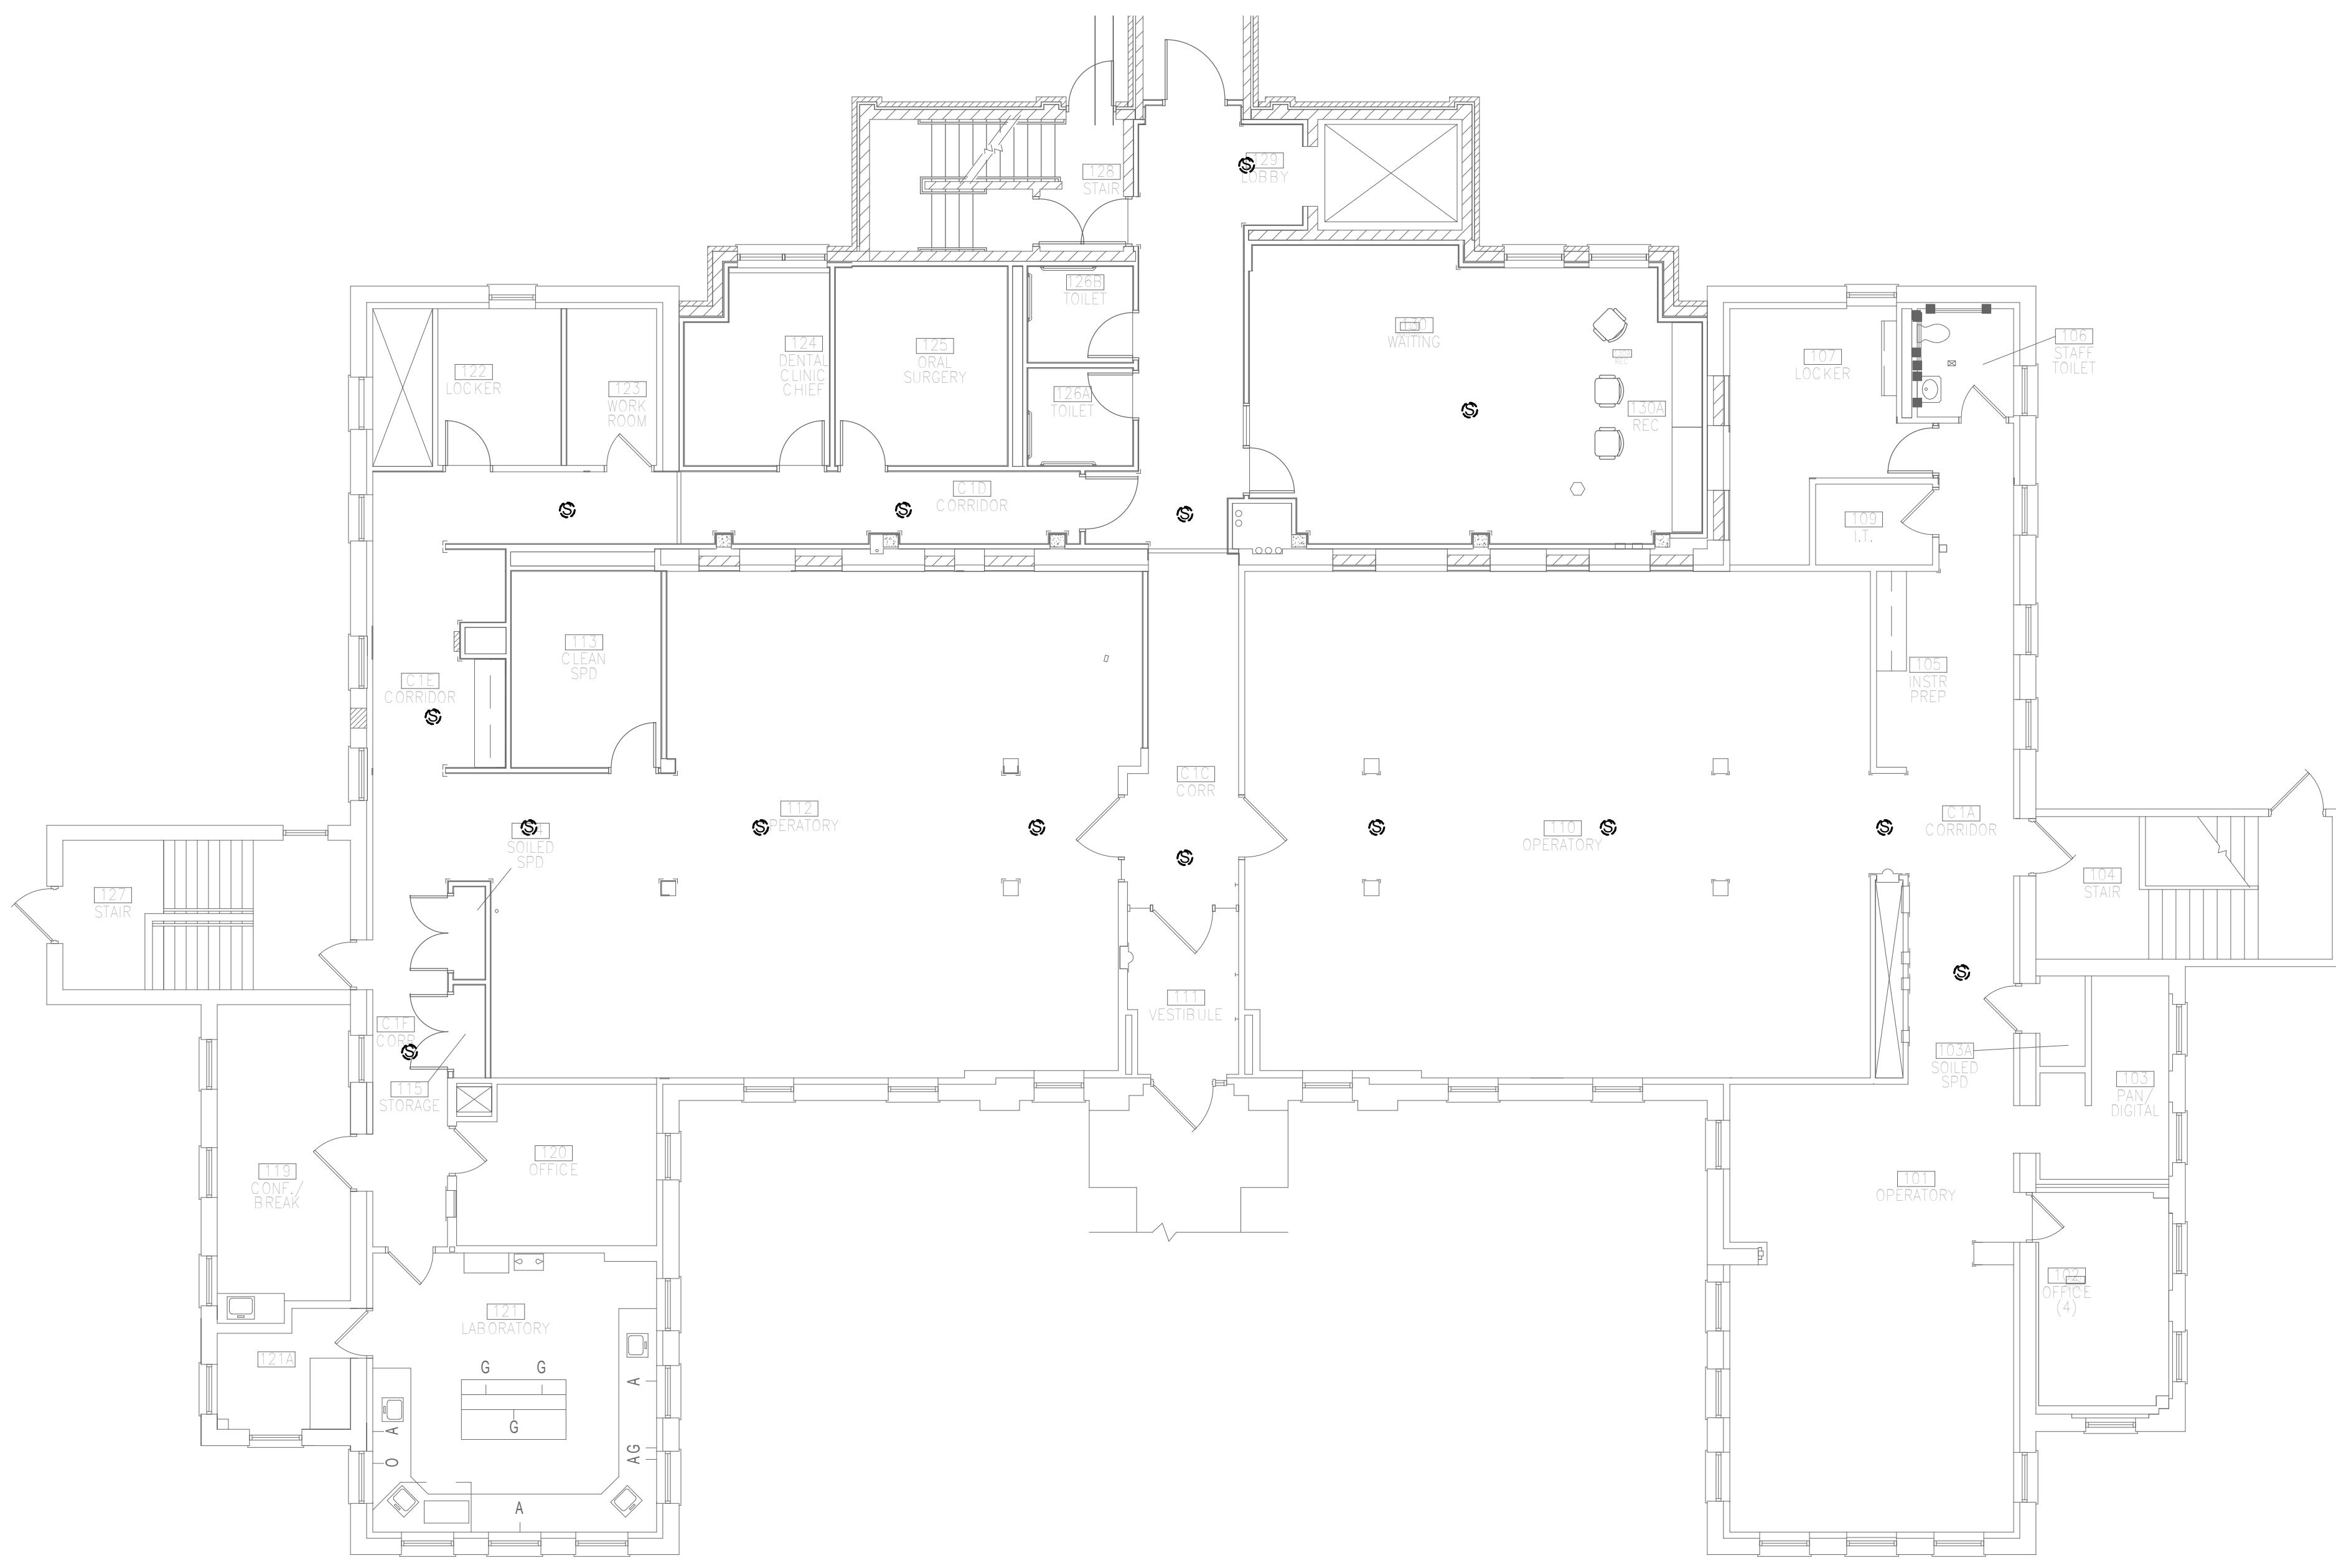 128
STAIR
S
129
LOBBY
126B
TOILET
130
WAITING
106
STAFF
TOILET
124
DENTAL
CLINIC
CHIEF
125
ORAL
SURGERY
107
LOCKER
122
LOCKER
123
WORK
ROOM
126A
TOILET
130A
REC
S
C1D
CORRIDOR
S
S
S
109
I.T.
113
CLEAN
SPD
105
INSTR
PREP
C1E
CORRIDOR
S
C1C
CORR
112
PERATORY
S
S
S
SOILED
SPD
110
OPERATORY
S
S
S
C1A
CORRIDOR
S
127
STAIR
104
STAIR
S
111
VESTIBULE
C1F
CORR
S
103A
SOILED
SPD
115
STORAGE
103
PAN/
DIGITAL
120
OFFICE
119
CONF./
BREAK
101
OPERATORY
102
OFFICE
(4)
121
LABORATORY
121A
G
G
G
A
A
O
AG
A